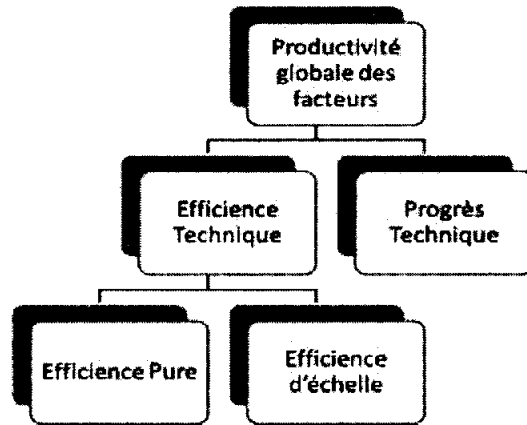 Productivité
globale des
facteurs
Efficience
Technique
Progrès
Technique
Efficience Pure
Efficience
d'échelle